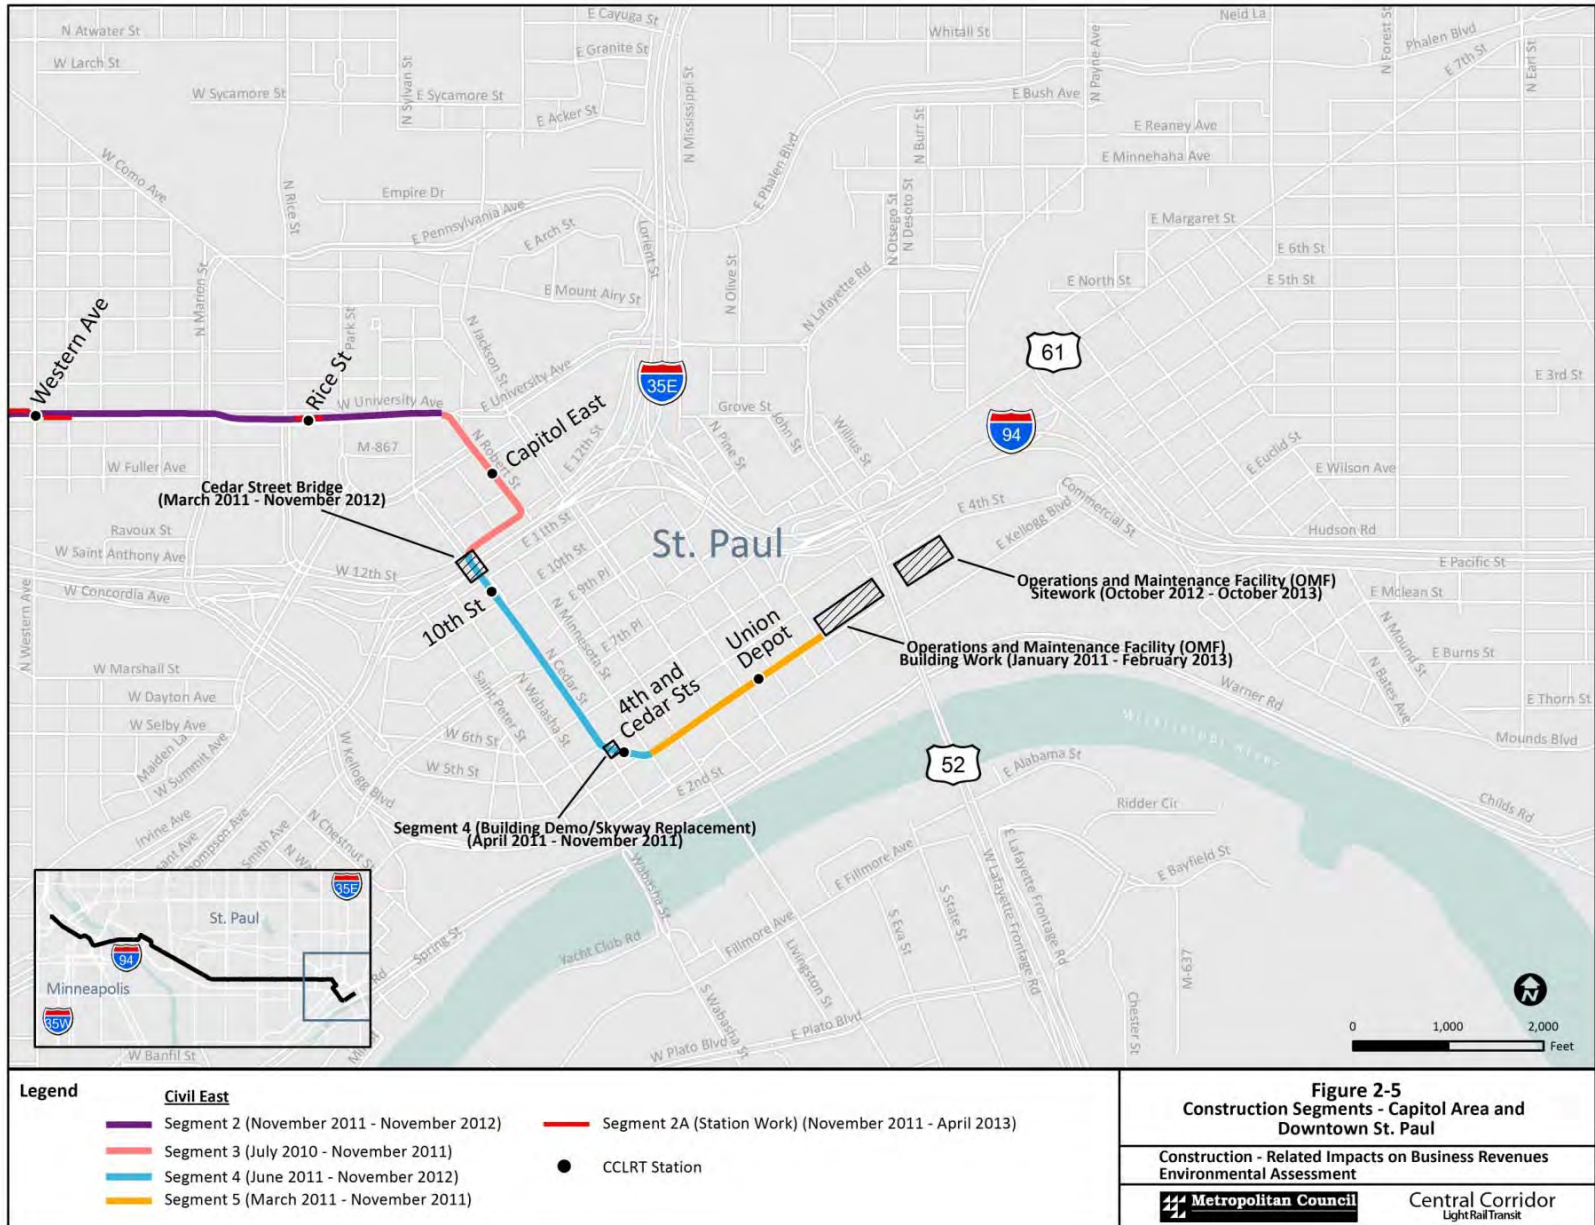 E Cayuga St
Neid La
N Atwater St
Whitall St
Phalen Blvd
E Granite St
W Larch St
E 7th St
N Sylvan St
N Mississippi St
N Payne Ave
N Forest St
N Earl St
W Sycamore St
E Sycamore St
E Bush Ave
E Acker St
N Burr St
E Reaney Ave
E Phalen Blvd
E Minnehaha Ave
W Como Ave
N Rice St
Empire Dr
E Pennsylvania Ave
E Arch St
Lorient St
N Otsego St
N Desoto St
E Margaret St
E 6th St
N Marion St
E Mount Airy St
N Olive St
N Lafayette Rd
E North St
E 5th St
Park St
N Jackson St
Western Ave
Rice St
E University Ave
35E
61
E 3rd St
W University Ave
Capitol East
Grove St
John St
N Pine St
Willius St
94
N Robert St
E 12th St
M-867
W Fuller Ave
E Euclid St
E Wilson Ave
Cedar Street Bridge
(March 2011 - November 2012)
E 4th St
Commercial St
E Kellogg Blvd
Hudson Rd
Ravoux St
E 11th St
St. Paul
W Saint Anthony Ave
E 10th St
E Pacific St
W 12th St
Operations and Maintenance Facility (OMF)
Sitework (October 2012 - October 2013)
W Concordia Ave
E 9th Pl
E Mclean St
10th St
N Minnesota St
E 7th Pl
Union
Depot
Operations and Maintenance Facility (OMF)
Building Work (January 2011 - February 2013)
N Western Ave
N Mound St
E Burns St
W Marshall St
N Cedar St
4th and
Cedar Sts
N Bates Ave
Warner Rd
W Dayton Ave
Saint Peter St
N Wabasha St
E Thorn St
W Selby Ave
Maiden La
W Summit Ave
W 6th St
Mississippi River
Mounds Blvd
W Kellogg Blvd
W 5th St
E 2nd St
52
E Alabama St
Ridder Cir
Childs Rd
Irvine Ave
Thompson Ave
Smith Ave
N Chestnut St
Segment 4 (Building Demo/Skyway Replacement)
(April 2011 - November 2011)
Wabasha St
E Fillmore Ave
W Lafayette Frontage Rd
E Lafayette Frontage Rd
E Bayfield St
35E
St. Paul
94
Minneapolis
35W
Spring St
Yacht Club Rd
Fillmore Ave
Livingston St
S Eva St
S State St
M-637
S Wabasha St
E Plato Blvd
W Plato Blvd
Chester St
W Banfil St
N
0 1,000 2,000
Feet
Legend
Civil East
Segment 2 (November 2011 - November 2012)
Segment 3 (July 2010 - November 2011)
Segment 4 (June 2011 - November 2012)
Segment 5 (March 2011 - November 2011)
Segment 2A (Station Work) (November 2011 - April 2013)
CCLRT Station
Figure 2-5
Construction Segments - Capitol Area and
Downtown St. Paul
Construction - Related Impacts on Business Revenues
Environmental Assessment
Metropolitan Council
Central Corridor
Light Rail Transit